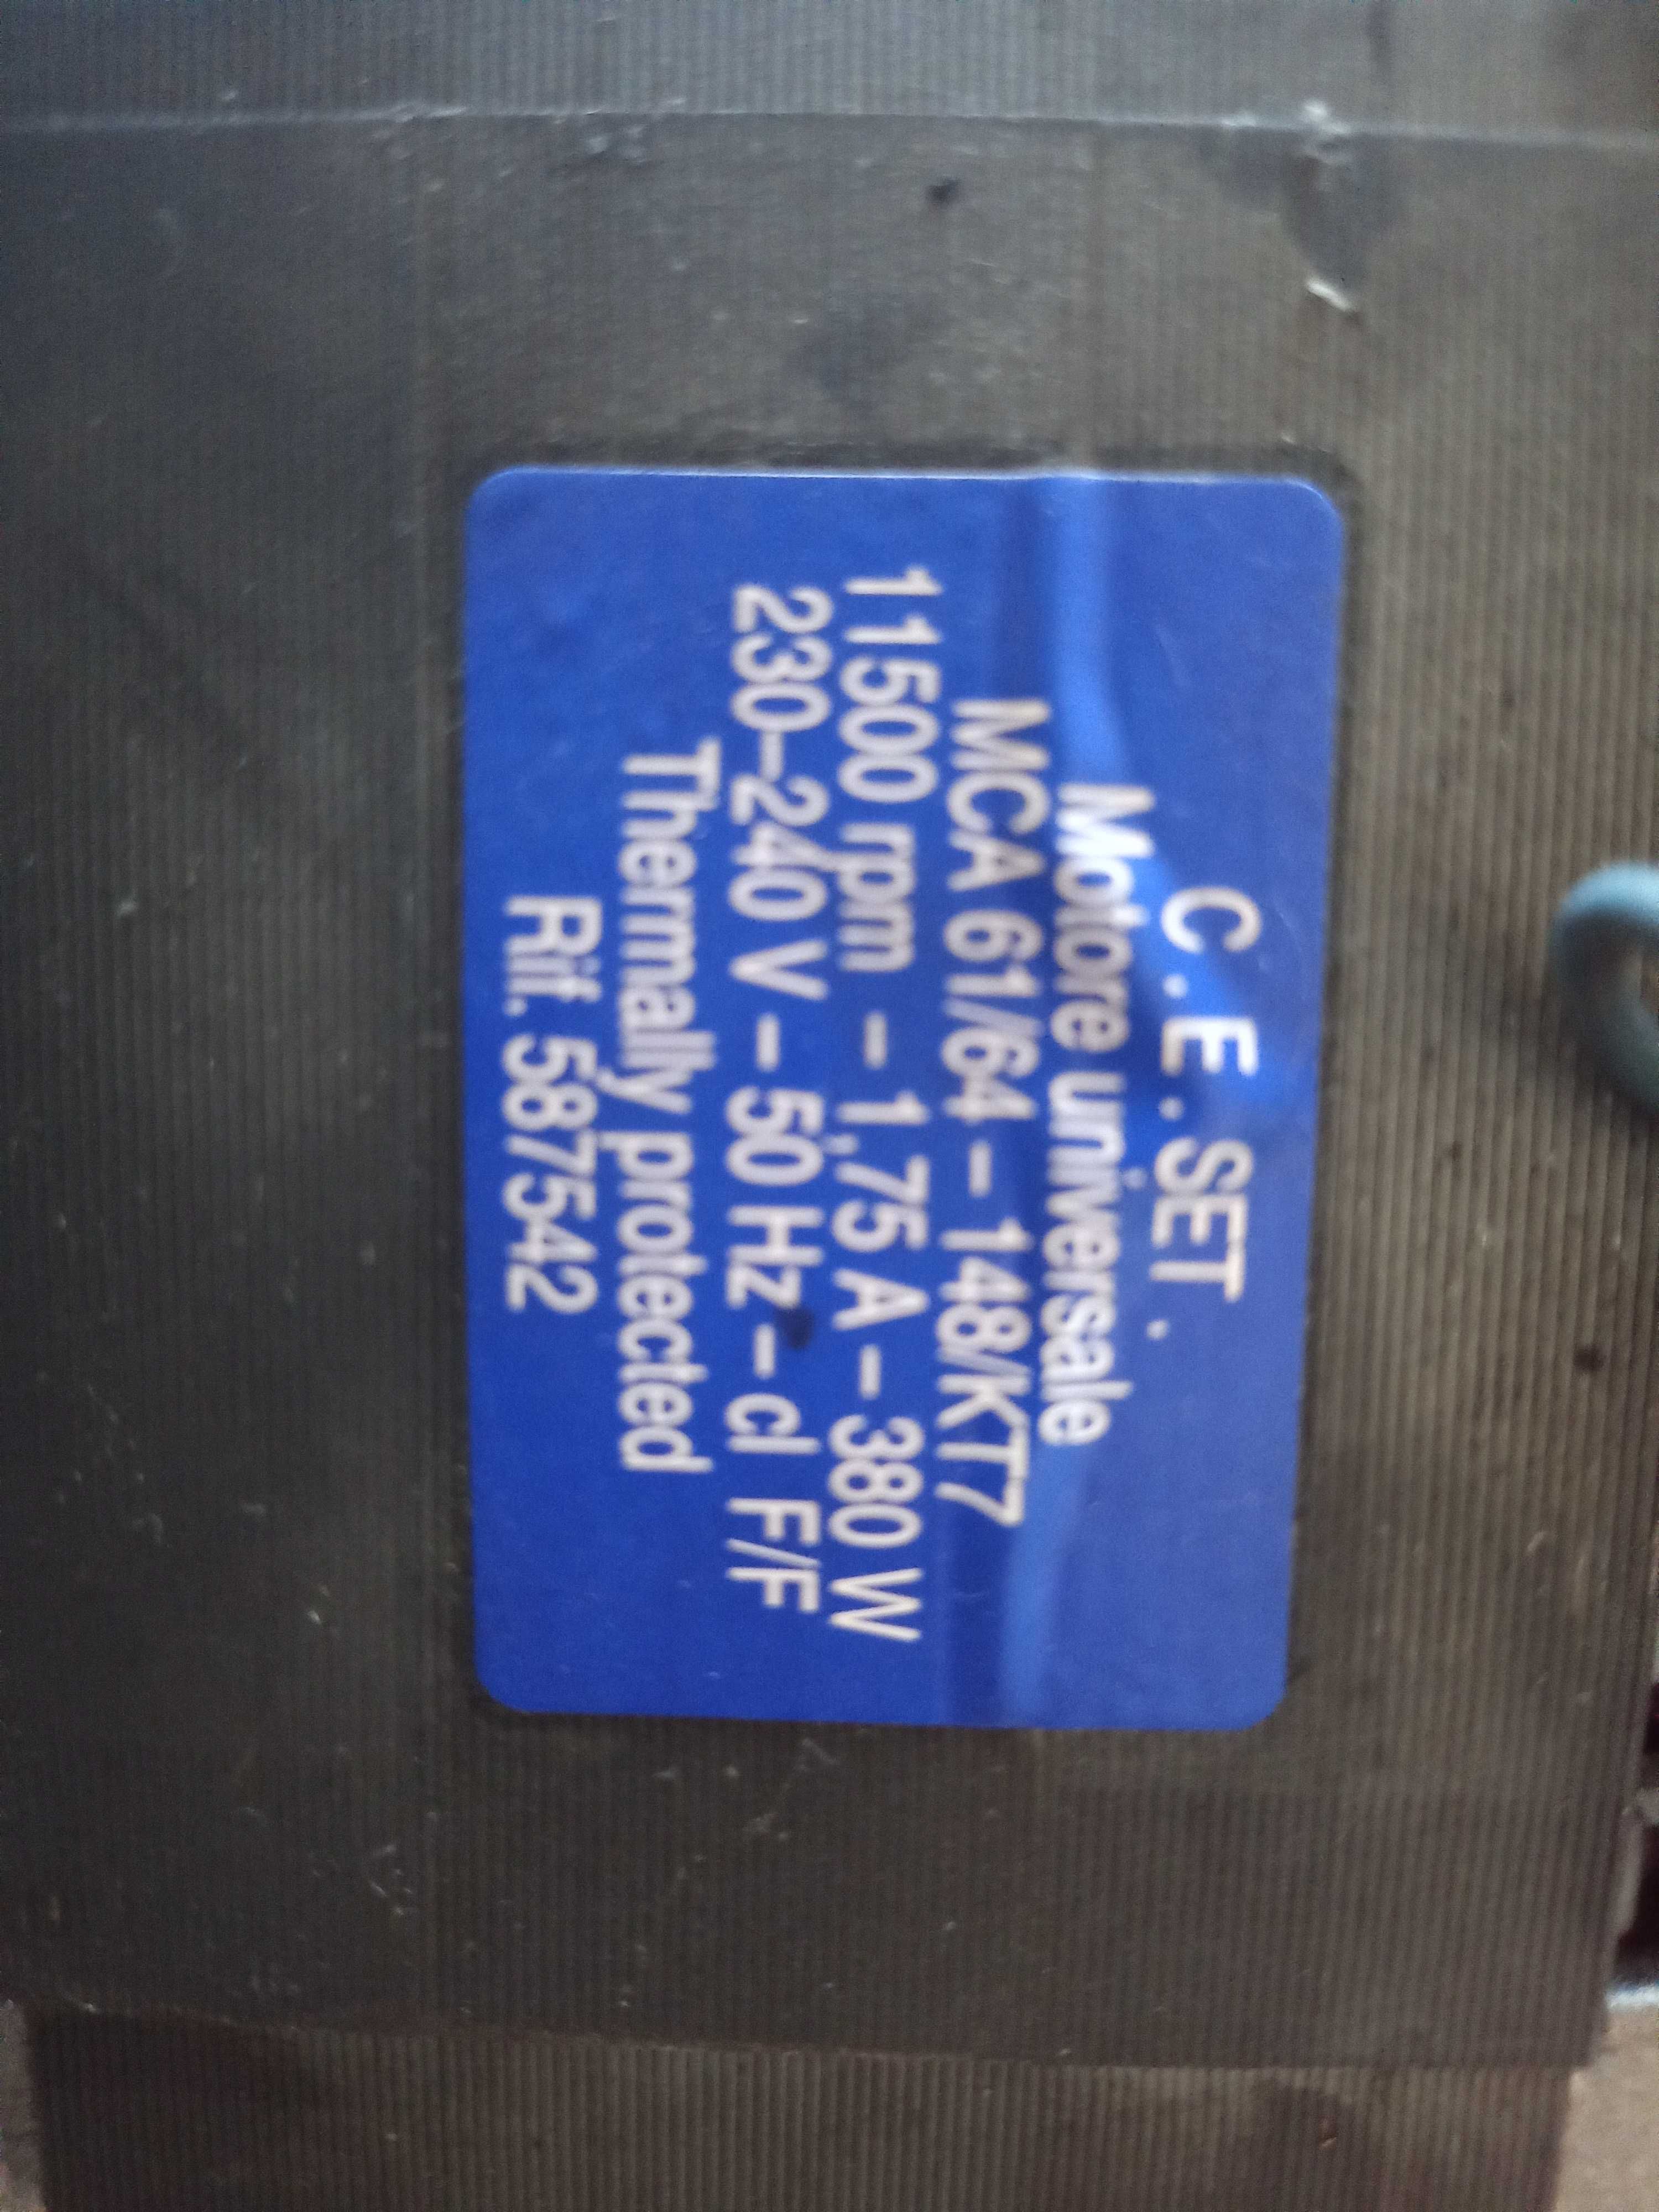 C.E.SET.
Motore universale
MCA 61/64 - 148/KT7
11500 rpm - 1,75 A - 380 W
230-240 V - 50 Hz - cl F/F
Thermally protected
Rif. 587542